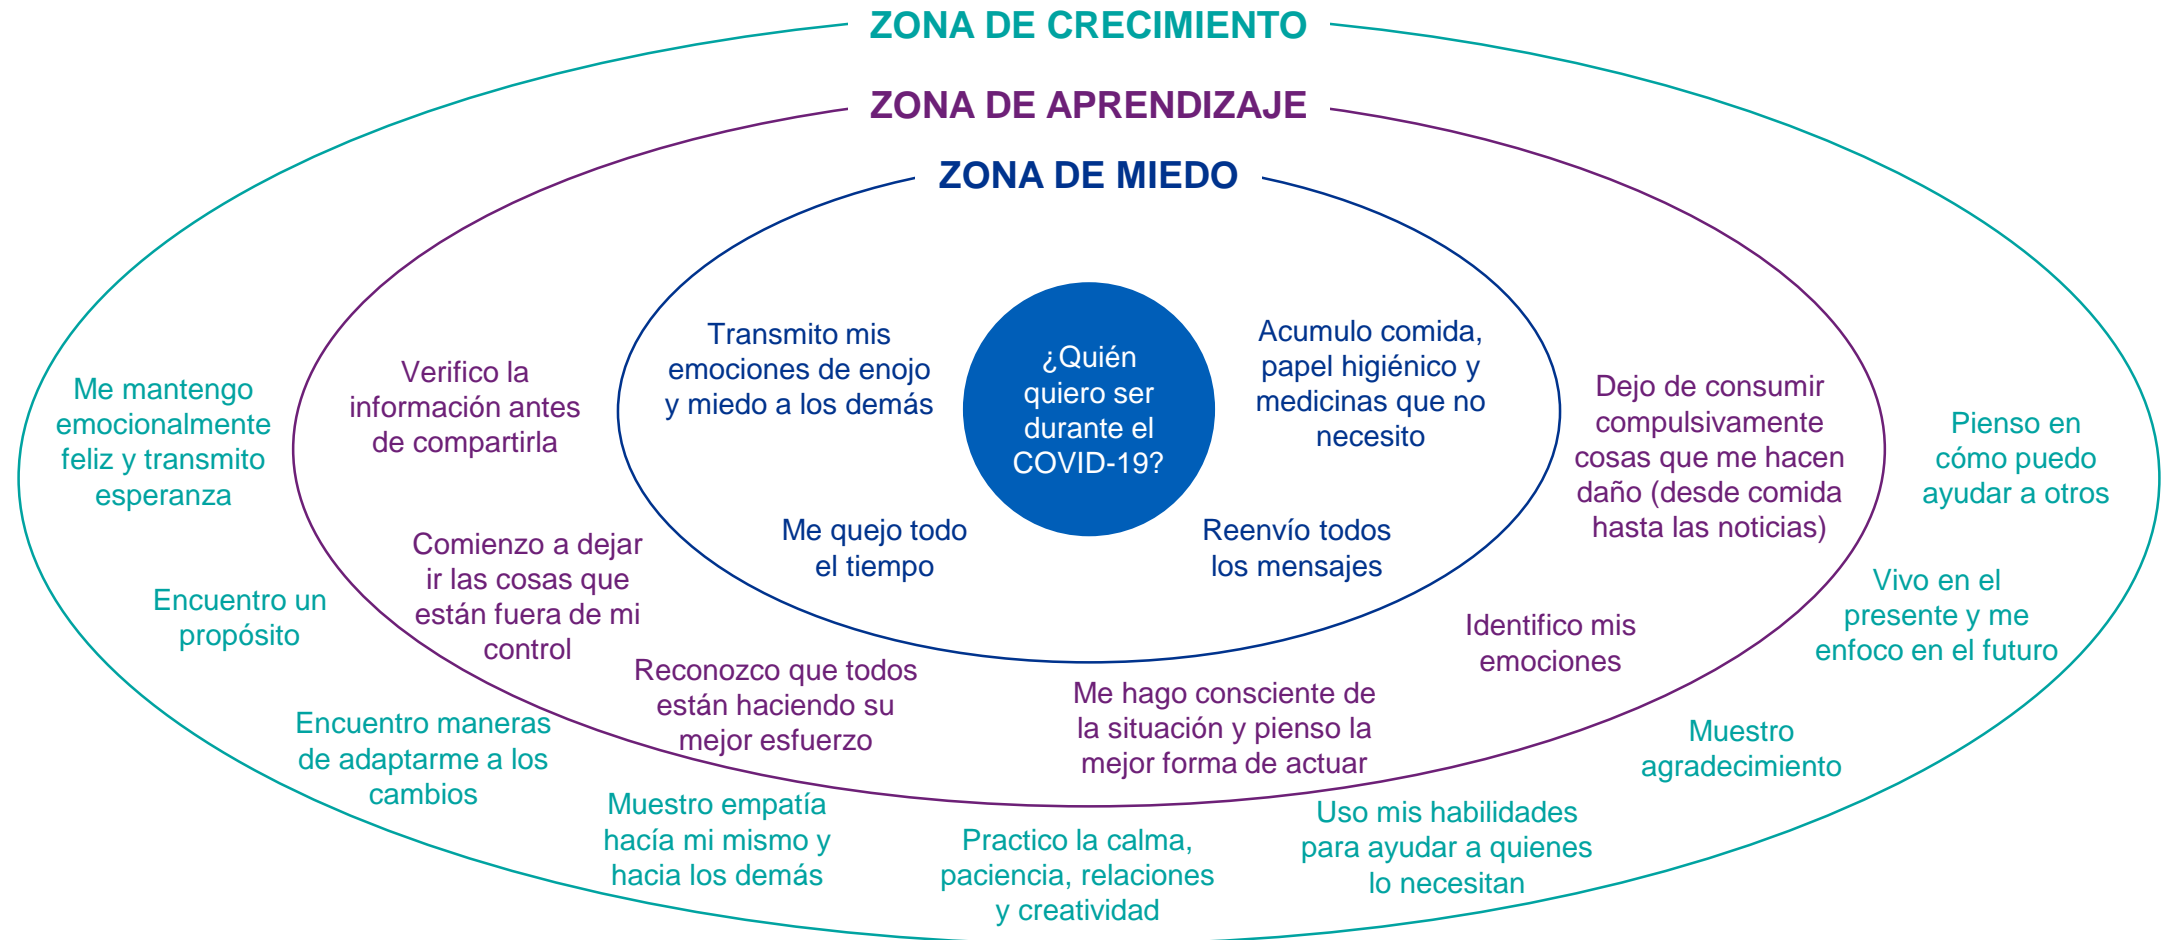 ZONA DE CRECIMIENTO
ZONA DE APRENDIZAJE
ZONA DE MIEDO
Transmito mis
emociones de enojo
y miedo a los demás
¿Quién
quiero ser
durante el
COVID-19?
Acumulo comida,
papel higiénico y
medicinas que no
necesito
Me quejo todo
el tiempo
Reenvío todos
los mensajes
Verifico la
información antes
de compartirla
Dejo de consumir
compulsivamente
cosas que me hacen
daño (desde comida
hasta las noticias)
Comienzo a dejar
ir las cosas que
están fuera de mi
control
Identifico mis
emociones
Reconozco que todos
están haciendo su
mejor esfuerzo
Me hago consciente de
la situación y pienso la
mejor forma de actuar
Me mantengo
emocionalmente
feliz y transmito
esperanza
Pienso en
cómo puedo
ayudar a otros
Encuentro un
propósito
Vivo en el
presente y me
enfoco en el futuro
Encuentro maneras
de adaptarme a los
cambios
Muestro
agradecimiento
Muestro empatía
hacía mi mismo y
hacia los demás
Practico la calma,
paciencia, relaciones
y creatividad
Uso mis habilidades
para ayudar a quienes
lo necesitan